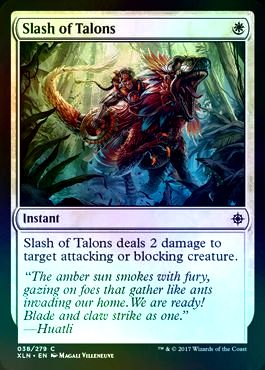 Slash of Talons
Instant
Slash of Talons deals 2 damage to
target attacking or blocking creature.
“The amber sun smokes with fury,
gazing on foes that gather like ants
invading our home. We are ready!
Blade and claw strike as one.”
—Huatli
038/279 C
XLN • EN MAGALI VILLENEUVE
™ & © 2017 Wizards of the Coast